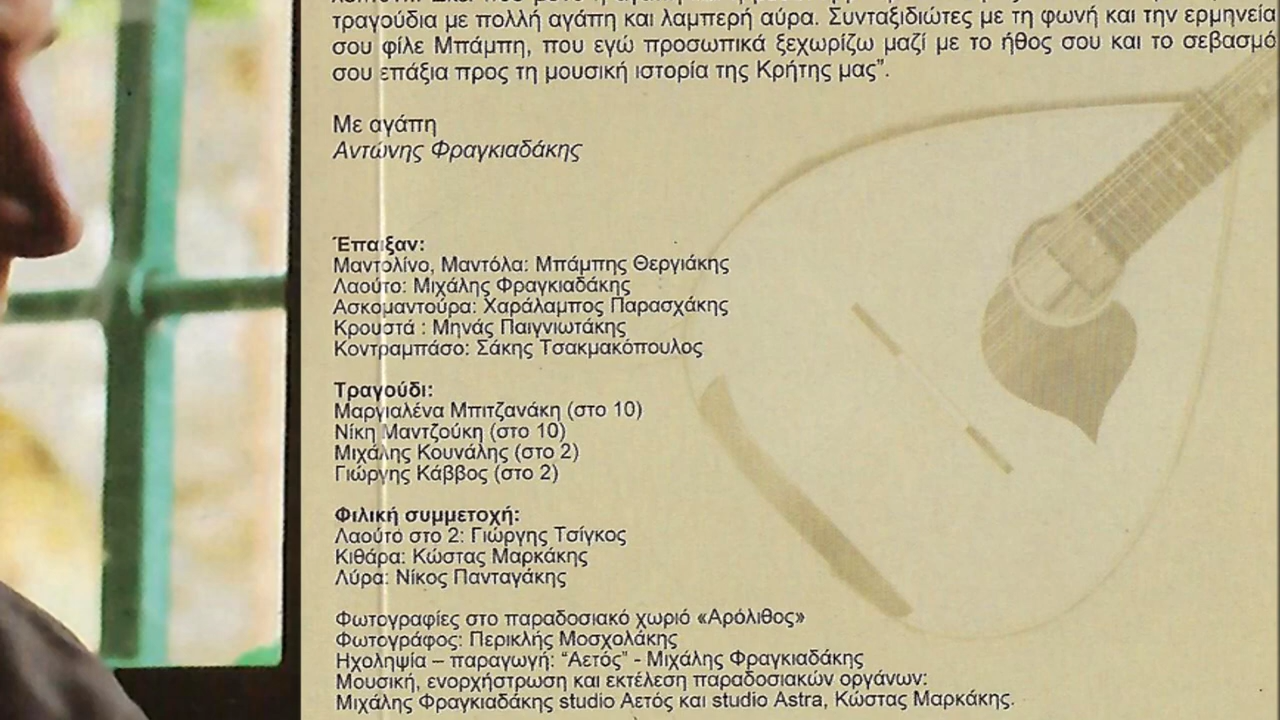 τραγούδια με πολλή αγάπη και λαμπερή αύρα. Συνταξιδιώτες με τη φωνή και την ερμηνεία
σου φίλε Μπάμπη, που εγώ προσωπικά ξεχωρίζω μαζί με το ήθος σου και το σεβασμό
σου επάξια προς τη μουσική ιστορία της Κρήτης μας”.
Με αγάπη
Αντώνης Φραγκιαδάκης
Έπαιξαν:
Μαντολίνο, Μαντόλα: Μπάμπης Θεργιάκης
Λαούτο: Μιχάλης Φραγκιαδάκης
Ασκομαντούρα: Χαράλαμπος Παρασχάκης
Κρουστά : Μηνάς Παιγνιωτάκης
Κοντραμπάσο: Σάκης Τσακμακόπουλος
Τραγούδι:
Μαργιαλένα Μπιτζανάκη (στο 10)
Νίκη Μαντζούκη (στο 10)
Μιχάλης Κουνάλης (στο 2)
Γιώργης Κάββος (στο 2)
Φιλική συμμετοχή:
Λαούτο στο 2: Γιώργης Τσίγκος
Κιθάρα: Κώστας Μαρκάκης
Λύρα: Νίκος Πανταγάκης
Φωτογραφίες στο παραδοσιακό χωριό «Αρόλιθος»
Φωτογράφος: Περικλής Μοσχολάκης
Ηχοληψία – παραγωγή: “Αετός” - Μιχάλης Φραγκιαδάκης
Μουσική, ενορχήστρωση και εκτέλεση παραδοσιακών οργάνων:
Μιχάλης Φραγκιαδάκης studio Αετός και studio Astra, Κώστας Μαρκάκης.